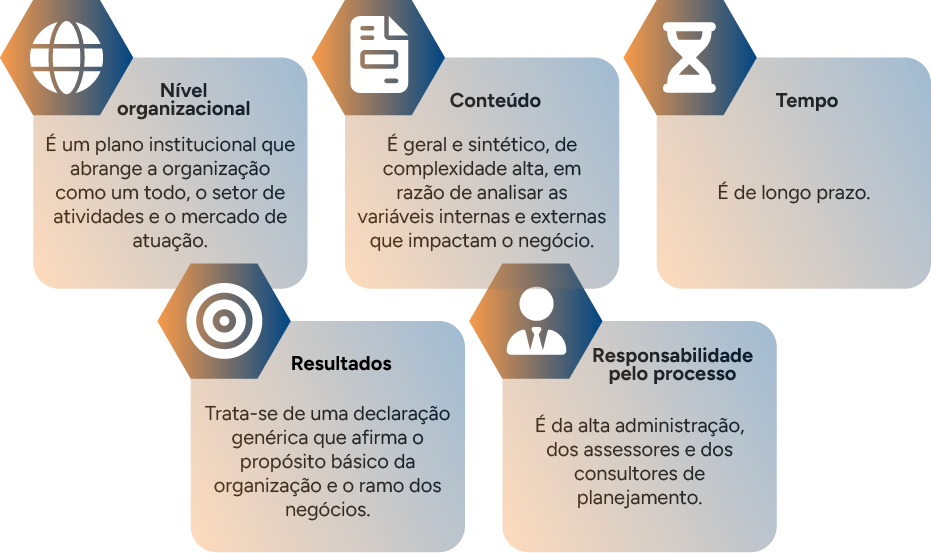 Nível
organizacional
É um plano institucional que
abrange a organização
como um todo, o setor de
atividades e o mercado de
atuação.
Conteúdo
É geral e sintético, de
complexidade alta, em
razão de analisar as
variáveis internas e externas
que impactam o negócio.
Tempo
É de longo prazo.
Resultados
Trata-se de uma declaração
genérica que afirma o
propósito básico da
organização e o ramo dos
negócios.
Responsabilidade
pelo processo
É da alta administração,
dos assessores e dos
consultores de
planejamento.